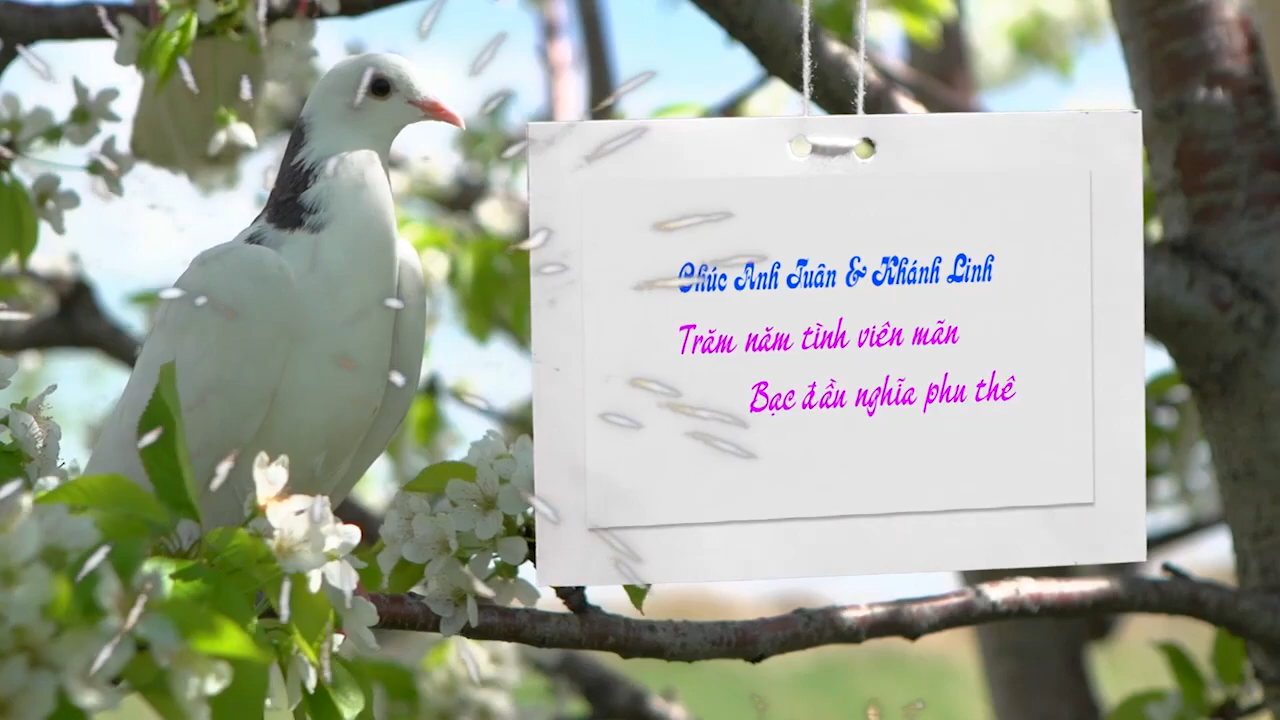 Chúc Anh Tuân & Khánh Linh
Trăm năm tình viên mãn
Bạc đầu nghĩa phu thê